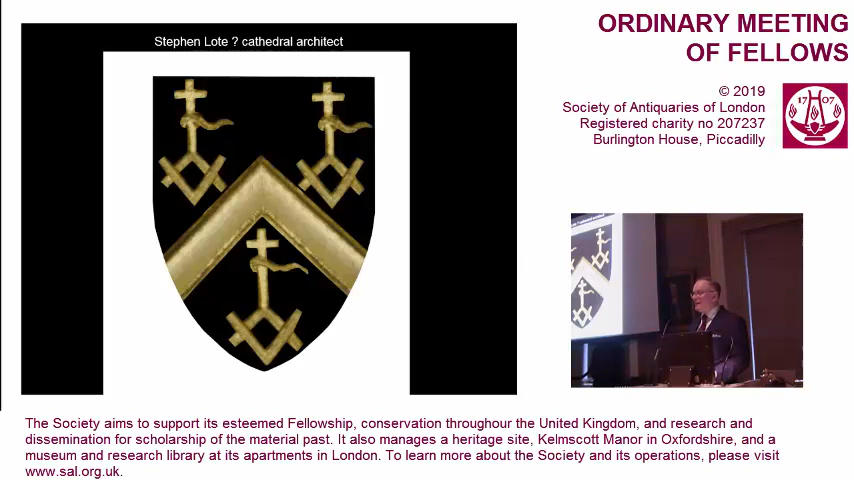 Stephen Lote ? cathedral architect
ORDINARY MEETING
OF FELLOWS
© 2019
Society of Antiquaries of London
Registered charity no 207237
Burlington House, Piccadilly
1707
The Society aims to support its esteemed Fellowship, conservation throughour the United Kingdom, and research and
dissemination for scholarship of the material past. It also manages a heritage site, Kelmscott Manor in Oxfordshire, and a
museum and research library at its apartments in London. To learn more about the Society and its operations, please visit
www.sal.org.uk.